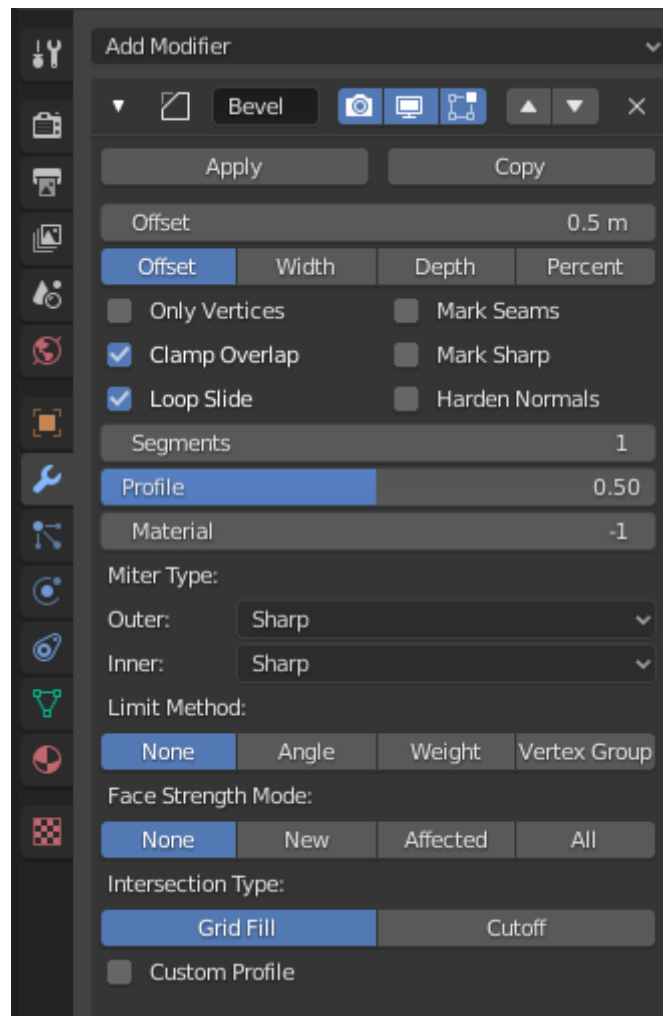 Add Modifier
Bevel
Apply Copy
Offset 0.5 m
Offset Width Depth Percent
Only Vertices Mark Seams
Clamp Overlap Mark Sharp
Loop Slide Harden Normals
Segments 1
Profile 0.50
Material -1
Miter Type:
Outer: Sharp
Inner: Sharp
Limit Method:
None Angle Weight Vertex Group
Face Strength Mode:
None New Affected All
Intersection Type:
Grid Fill Cutoff
Custom Profile